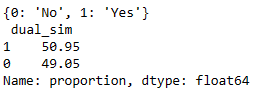 {0: 'No', 1: 'Yes'}
dual_sim
1    50.95
0    49.05
Name: proportion, dtype: float64